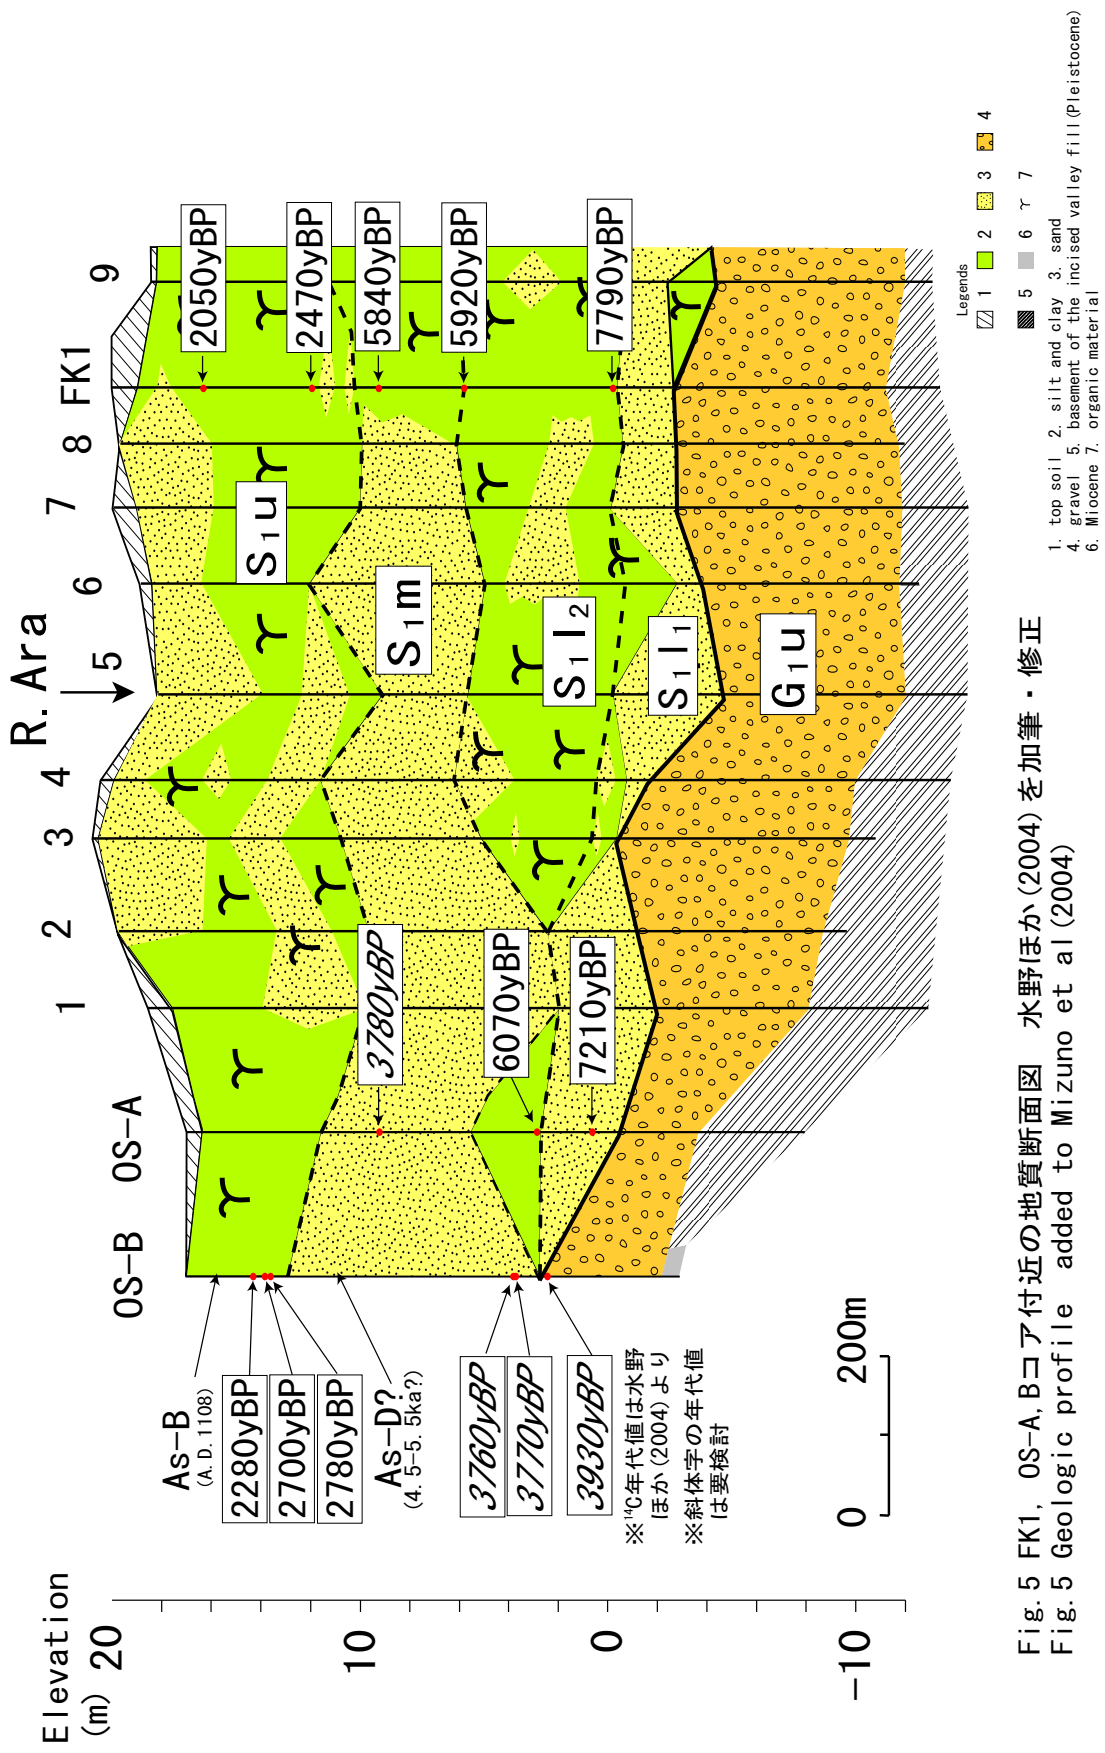 R. Ara
OS-B
OS-A
1
2
3
4
5
6
7
8
FK1
9
Elevation
(m)
20
10
0
-10
As-B
(A.D.1108)
2280yBP
2700yBP
2780yBP
As-D?
(4.5-5.5ka?)
3760yBP
3770yBP
3930yBP
※¹⁴C年代値は水野
ほか(2004)より
※斜体字の年代値
は要検討
3780yBP
6070yBP
7210yBP
S₁u
S₁m
S₁l₂
S₁l₁
G₁u
2050yBP
2470yBP
5840yBP
5920yBP
7790yBP
0
200m
Legends
1 2 3 4
5 6 γ 7
1. top soil 2. silt and clay 3. sand
4. gravel 5. basement of the incised valley fill(Pleistocene)
6. Miocene 7. organic material
Fig.5 FK1, OS-A,Bコア付近の地質断面図 水野ほか(2004)を加筆・修正
Fig.5 Geologic profile added to Mizuno et al(2004)